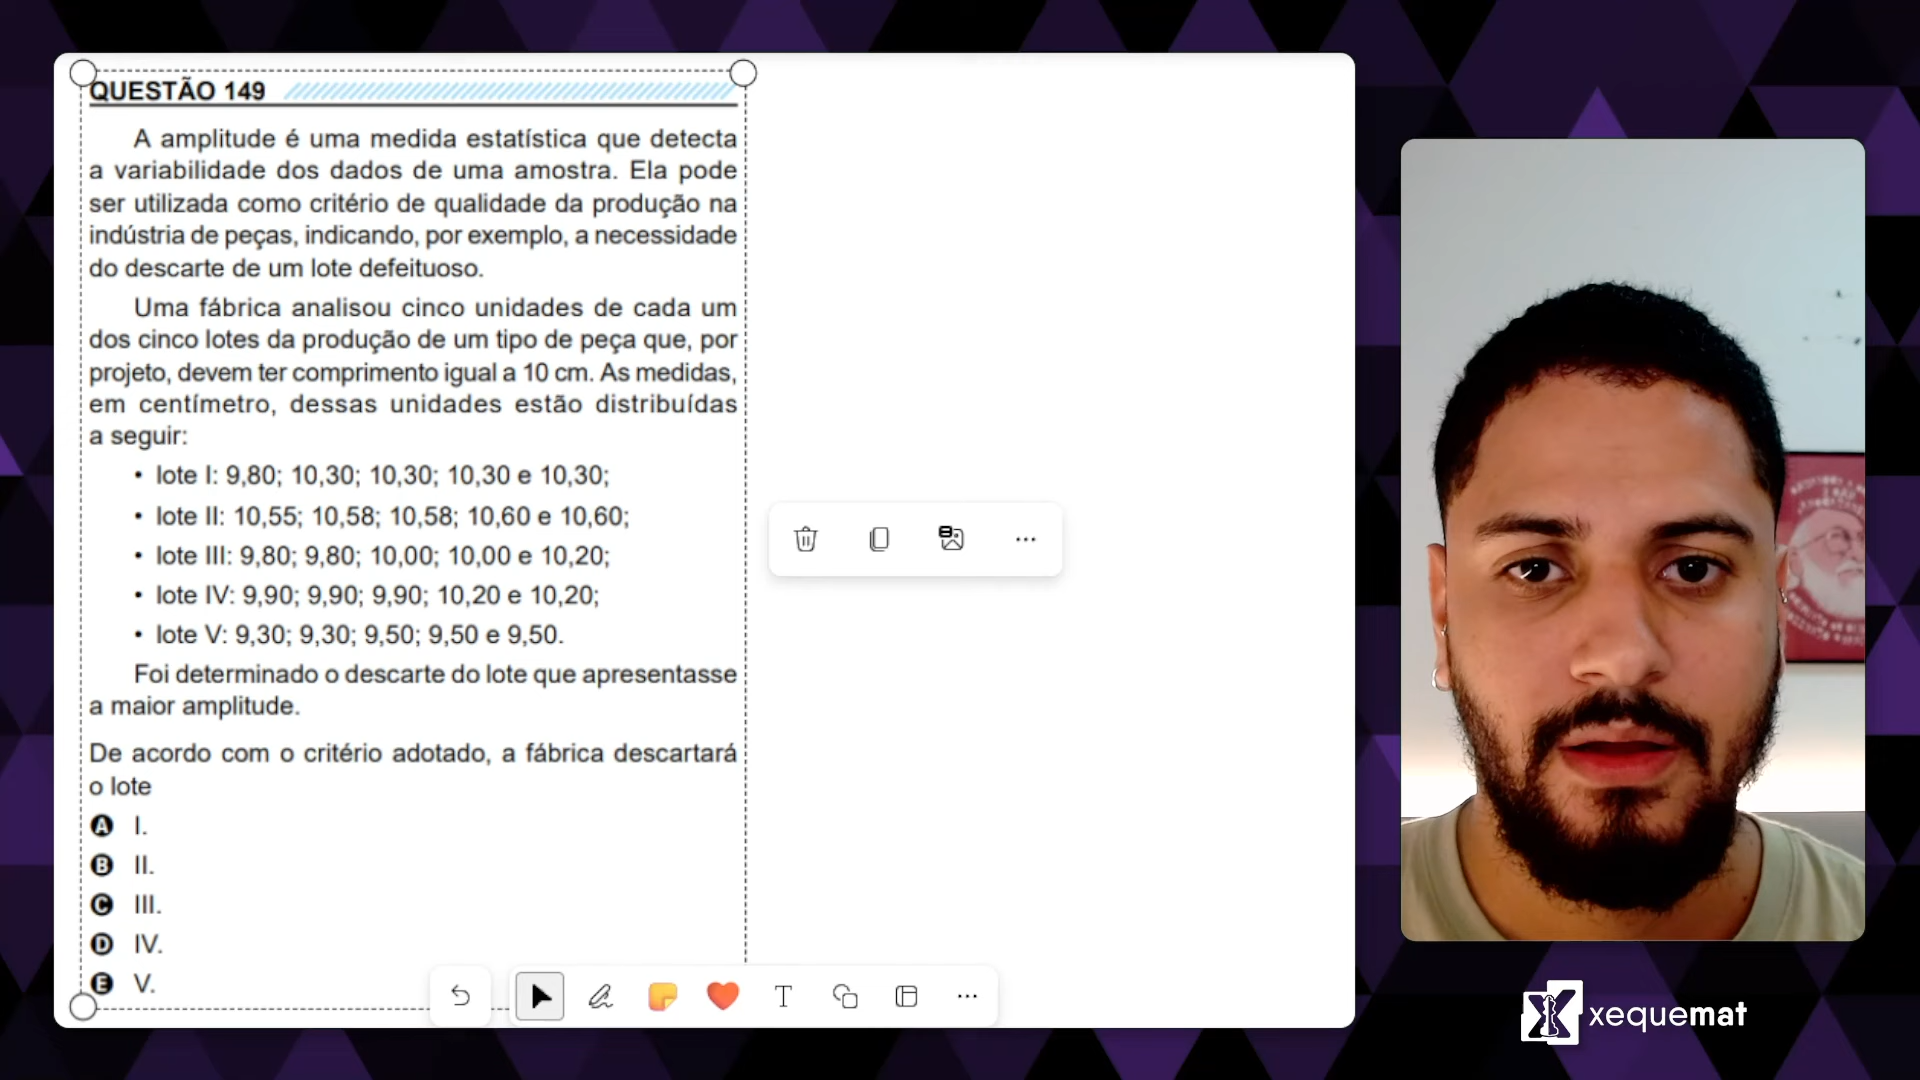 QUESTÃO 149
A amplitude é uma medida estatística que detecta
a variabilidade dos dados de uma amostra. Ela pode
ser utilizada como critério de qualidade da produção na
indústria de peças, indicando, por exemplo, a necessidade
do descarte de um lote defeituoso.
Uma fábrica analisou cinco unidades de cada um
dos cinco lotes da produção de um tipo de peça que, por
projeto, devem ter comprimento igual a 10 cm. As medidas,
em centímetro, dessas unidades estão distribuídas
a seguir:
• lote I: 9,80; 10,30; 10,30; 10,30 e 10,30;
• lote II: 10,55; 10,58; 10,58; 10,60 e 10,60;
• lote III: 9,80; 9,80; 10,00; 10,00 e 10,20;
• lote IV: 9,90; 9,90; 9,90; 10,20 e 10,20;
• lote V: 9,30; 9,30; 9,50; 9,50 e 9,50.
Foi determinado o descarte do lote que apresentasse
a maior amplitude.
De acordo com o critério adotado, a fábrica descartará
o lote
A I.
B II.
C III.
D IV.
E V.
T
xequemat